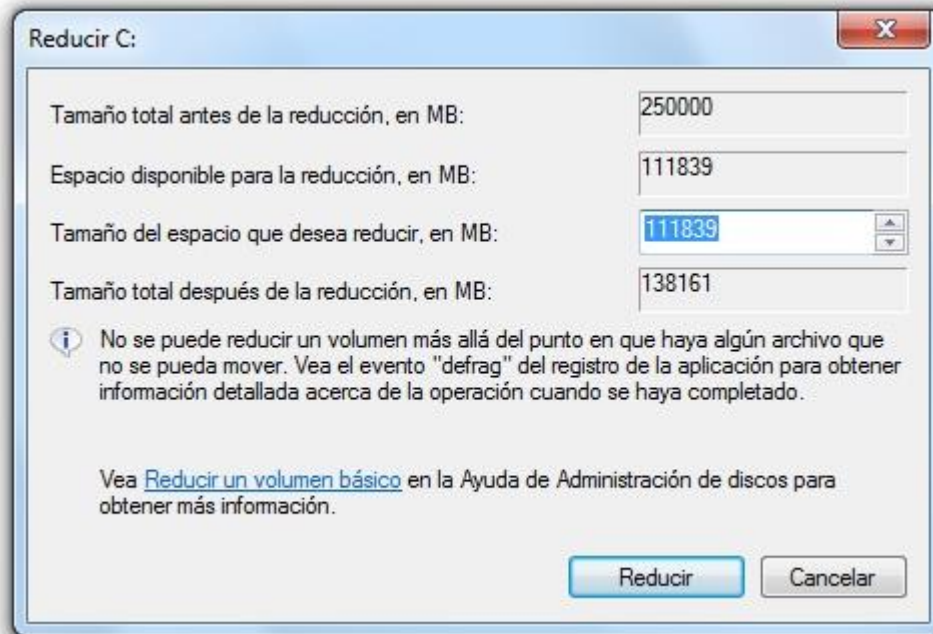 Reducir C:
Tamaño total antes de la reducción, en MB: 250000
Espacio disponible para la reducción, en MB: 111839
Tamaño del espacio que desea reducir, en MB: 111839
Tamaño total después de la reducción, en MB: 138161
No se puede reducir un volumen más allá del punto en que haya algún archivo que
no se pueda mover. Vea el evento "defrag" del registro de la aplicación para obtener
información detallada acerca de la operación cuando se haya completado.
Vea Reducir un volumen básico en la Ayuda de Administración de discos para
obtener más información.
Reducir Cancelar